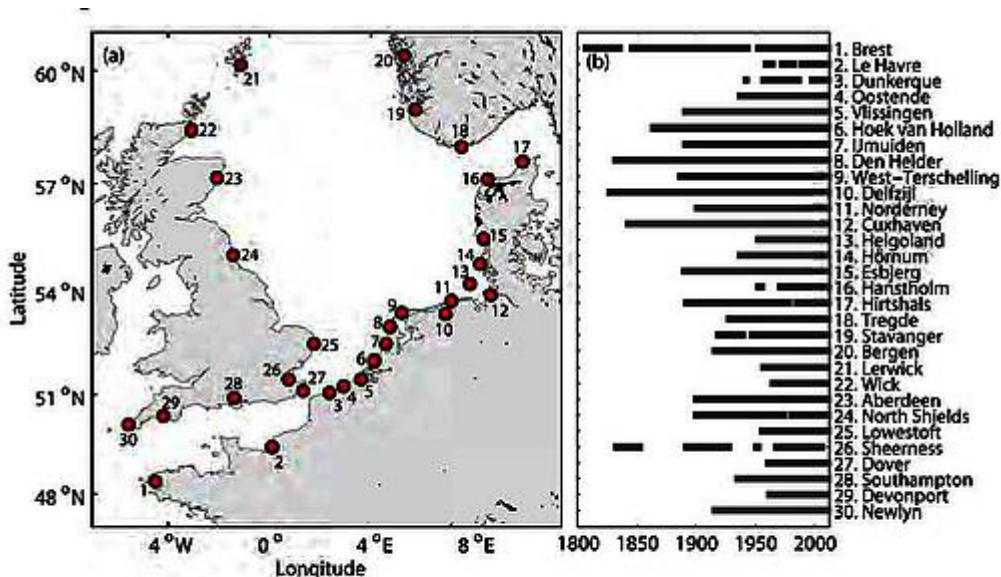 (a)
60°N
57°N
54°N
51°N
48°N
Latitude
4°W
0°E
4°E
8°E
Longitude
20
21
19
22
18
17
16
23
15
24
14
13
11
12
9
10
8
7
25
6
26
27
5
28
4
3
29
30
2
1
(b)
1. Brest
2. Le Havre
3. Dunkerque
4. Oostende
5. Vlissingen
6. Hoek van Holland
7. IJmuiden
8. Den Helder
9. West-Terschelling
10. Delfzijl
11. Norderney
12. Cuxhaven
13. Helgoland
14. Hörnum
15. Esbjerg
16. Hanstholm
17. Hirtshals
18. Tregde
19. Stavanger
20. Bergen
21. Lerwick
22. Wick
23. Aberdeen
24. North Shields
25. Lowestoft
26. Sheerness
27. Dover
28. Southampton
29. Devonport
30. Newlyn
1800 1850 1900 1950 2000